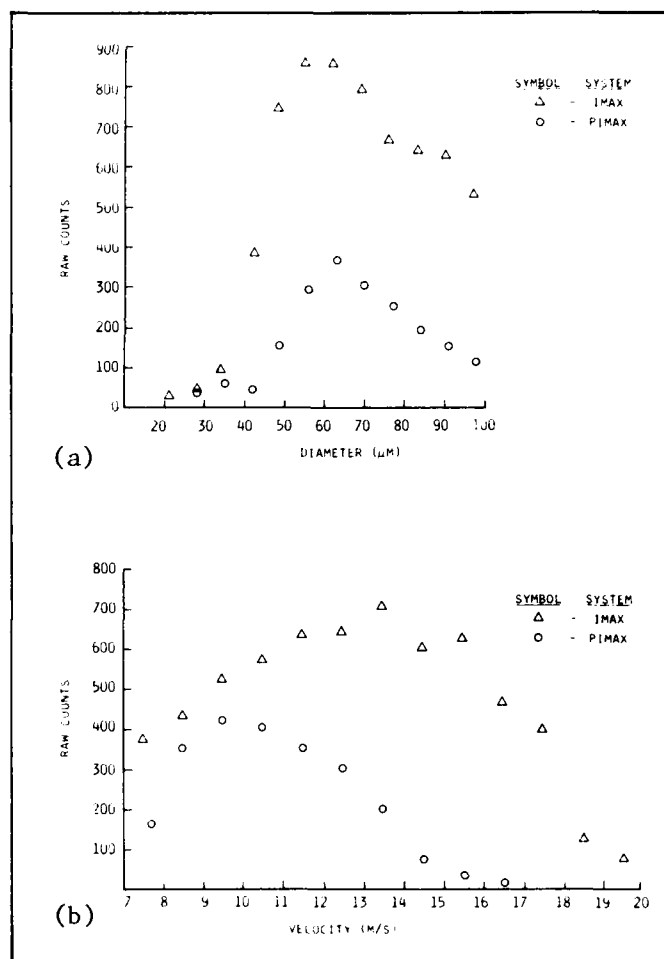 900
800
700
600
500
400
300
200
100
0
RAW COUNTS
SYMBOL SYSTEM
△ - IMAX
○ - PIMAX
20 30 40 50 60 70 80 90 100
DIAMETER (µM)
(a)
800
700
600
500
400
300
200
100
RAW COUNTS
SYMBOL SYSTEM
△ - IMAX
○ - PIMAX
7 8 9 10 11 12 13 14 15 16 17 18 19 20
VELOCITY (M/S)
(b)